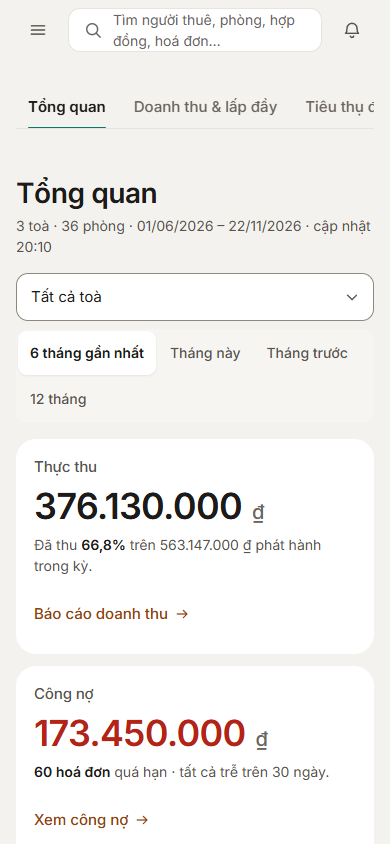 Tìm người thuê, phòng, hợp
đồng, hoá đơn...
Tổng quan
Doanh thu & lấp đầy
Tiêu thụ
Tổng quan
3 toà · 36 phòng · 01/06/2026 – 22/11/2026 · cập nhật
20:10
Tất cả toà
6 tháng gần nhất
Tháng này
Tháng trước
12 tháng
Thực thu
376.130.000 ₫
Đã thu 66,8% trên 563.147.000 ₫ phát hành
trong kỳ.
Báo cáo doanh thu →
Công nợ
173.450.000 ₫
60 hoá đơn quá hạn · tất cả trễ trên 30 ngày.
Xem công nợ →